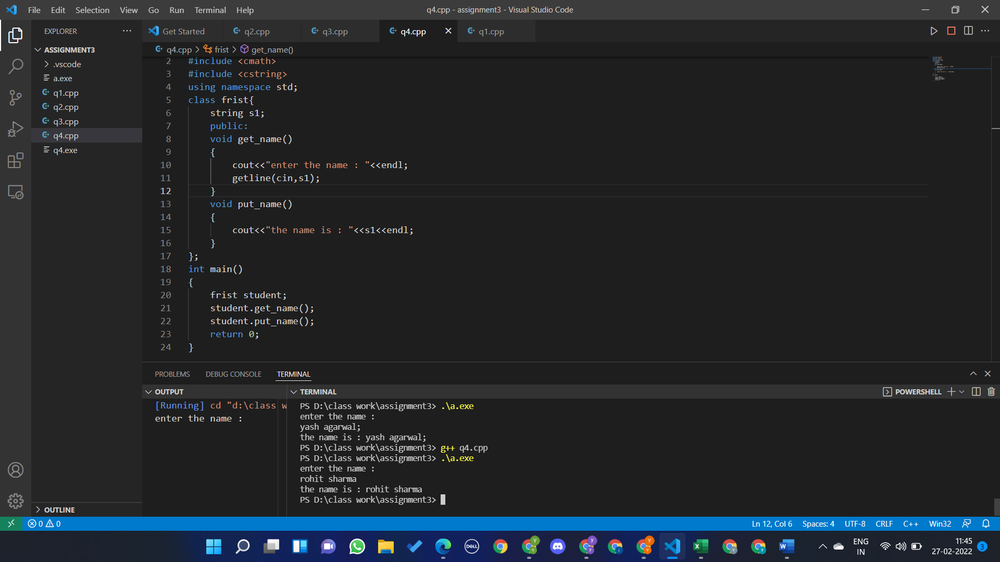 File Edit Selection View Go Run Terminal Help
q4.cpp - assignment3 - Visual Studio Code
EXPLORER
Get Started q2.cpp q3.cpp q4.cpp q1.cpp
ASSIGNMENT3
.vscode
a.exe
q1.cpp
q2.cpp
q3.cpp
q4.cpp
q4.exe
OUTLINE
q4.cpp > frist > get_name()
2 #include <cmath>
3 #include <cstring>
4 using namespace std;
5 class frist{
6 string s1;
7 public:
8 void get_name()
9 {
10 cout<<"enter the name : "<<endl;
11 getline(cin,s1);
12 }
13 void put_name()
14 {
15 cout<<"the name is : "<<s1<<endl;
16 }
17 };
18 int main()
19 {
20 frist student;
21 student.get_name();
22 student.put_name();
23 return 0;
24 }
PROBLEMS DEBUG CONSOLE TERMINAL
OUTPUT
[Running] cd "d:\class w
enter the name :
TERMINAL
POWERSHELL
PS D:\class work\assignment3> .\a.exe
enter the name :
yash agarwal;
the name is : yash agarwal;
PS D:\class work\assignment3> g++ q4.cpp
PS D:\class work\assignment3> .\a.exe
enter the name :
rohit sharma
the name is : rohit sharma
PS D:\class work\assignment3>
0 0
Ln 12, Col 6 Spaces: 4 UTF-8 CRLF C++ Win32
DELL
ENG
IN
11:45
27-02-2022
3